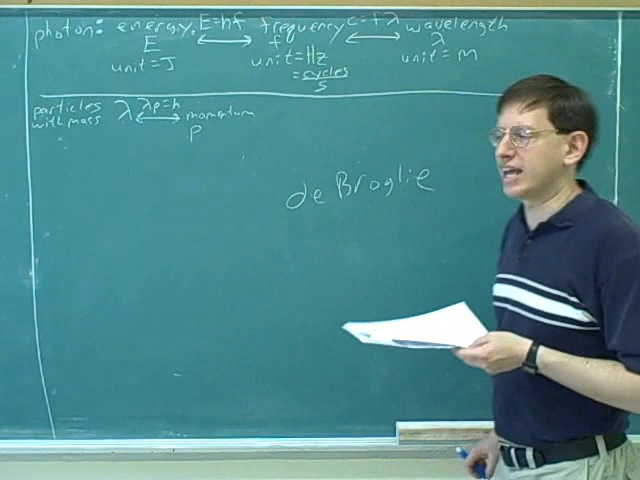 photon: energy, E=hf frequency c=fλ wavelength
E f λ
unit=J unit=Hz unit=m
=cycles/s
particles with mass λ λp=h momentum
p
de Broglie